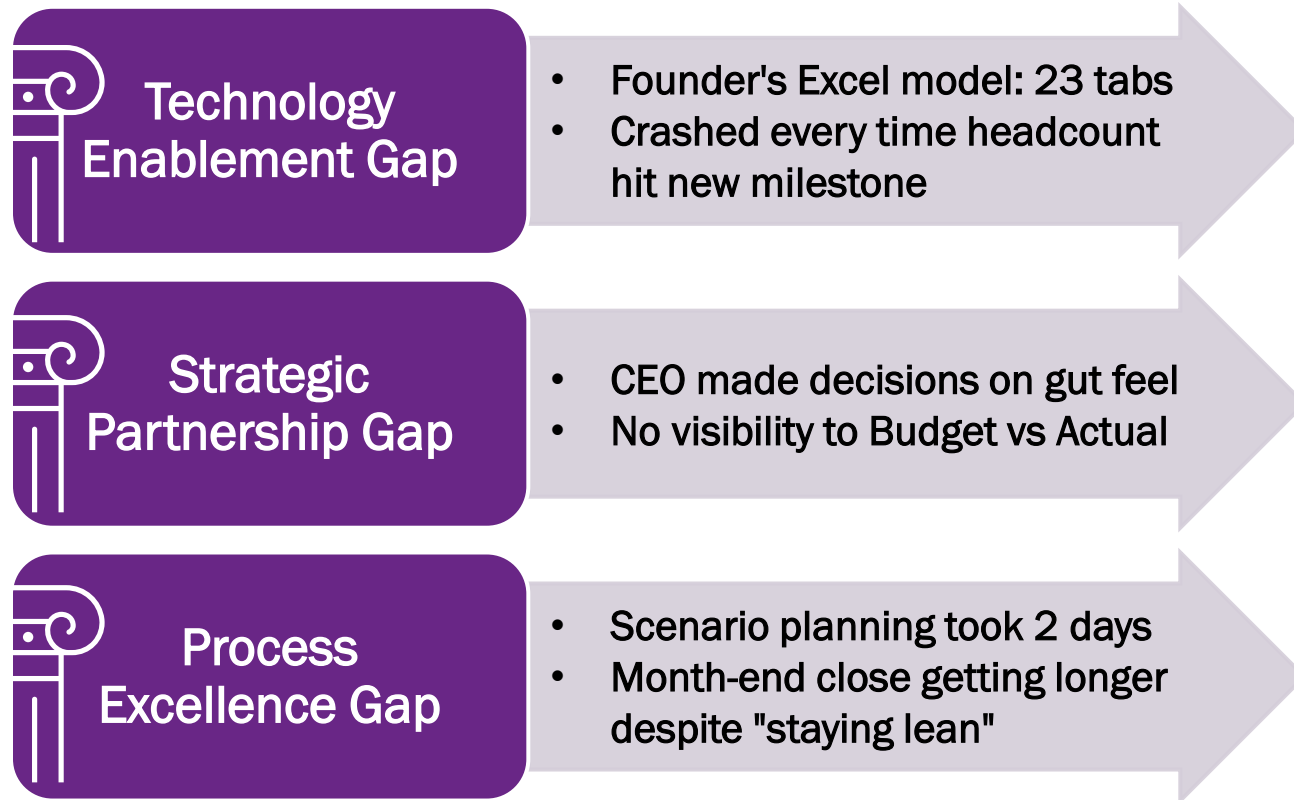 Technology
Enablement Gap
• Founder's Excel model: 23 tabs
• Crashed every time headcount
hit new milestone
Strategic
Partnership Gap
• CEO made decisions on gut feel
• No visibility to Budget vs Actual
Process
Excellence Gap
• Scenario planning took 2 days
• Month-end close getting longer
despite "staying lean"